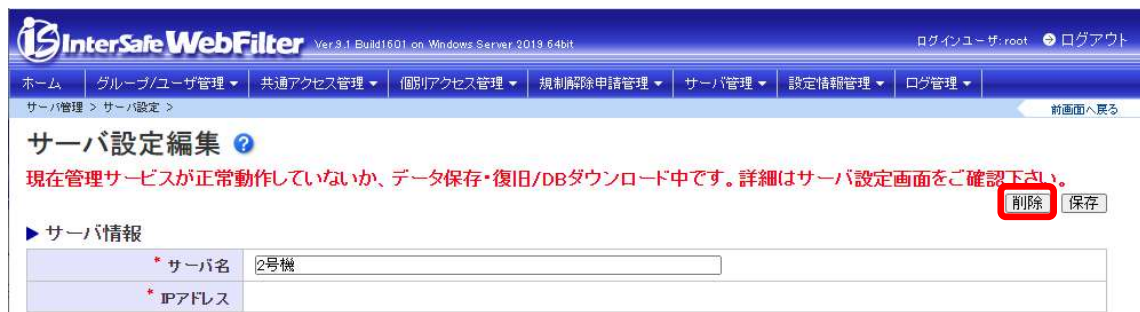 InterSafe WebFilter Ver.9.1 Build1601 on Windows Server 2019 64bit ログインユーザ:root ログアウト
ホーム グループ/ユーザ管理 共通アクセス管理 個別アクセス管理 規制解除申請管理 サーバ管理 設定情報管理 ログ管理
サーバ管理 > サーバ設定 > 前画面へ戻る
サーバ設定編集 ?
現在管理サービスが正常動作していないか、データ保存・復旧/DBダウンロード中です。詳細はサーバ設定画面をご確認下さい。
削除 保存
サーバ情報
* サーバ名 2号機
* IPアドレス